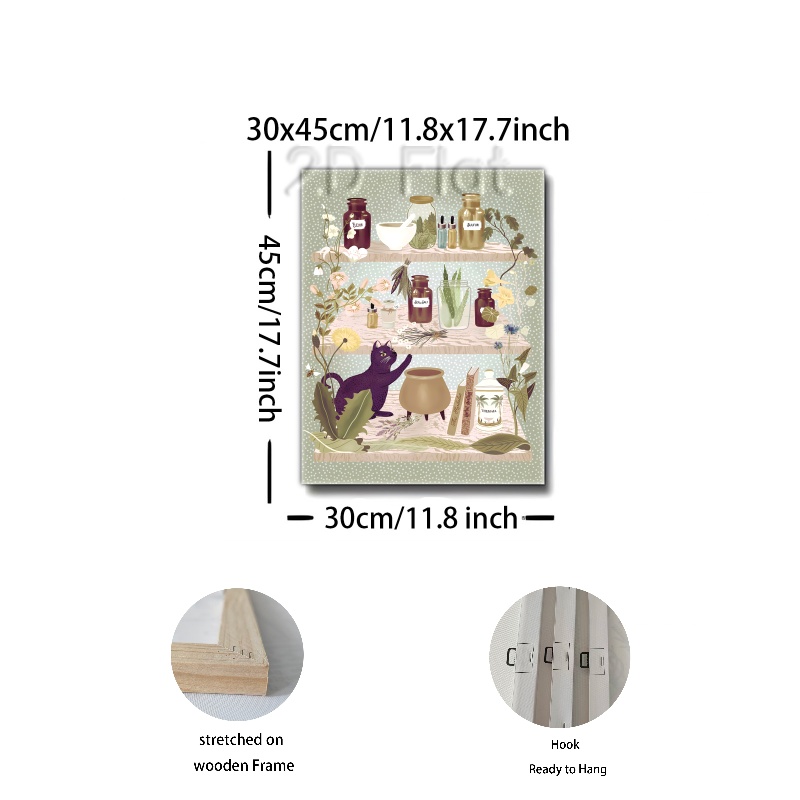 30x45cm/11.8x17.7inch
2D Flat
45cm/17.7inch
30cm/11.8 inch
stretched on
wooden Frame
Hook
Ready to Hang